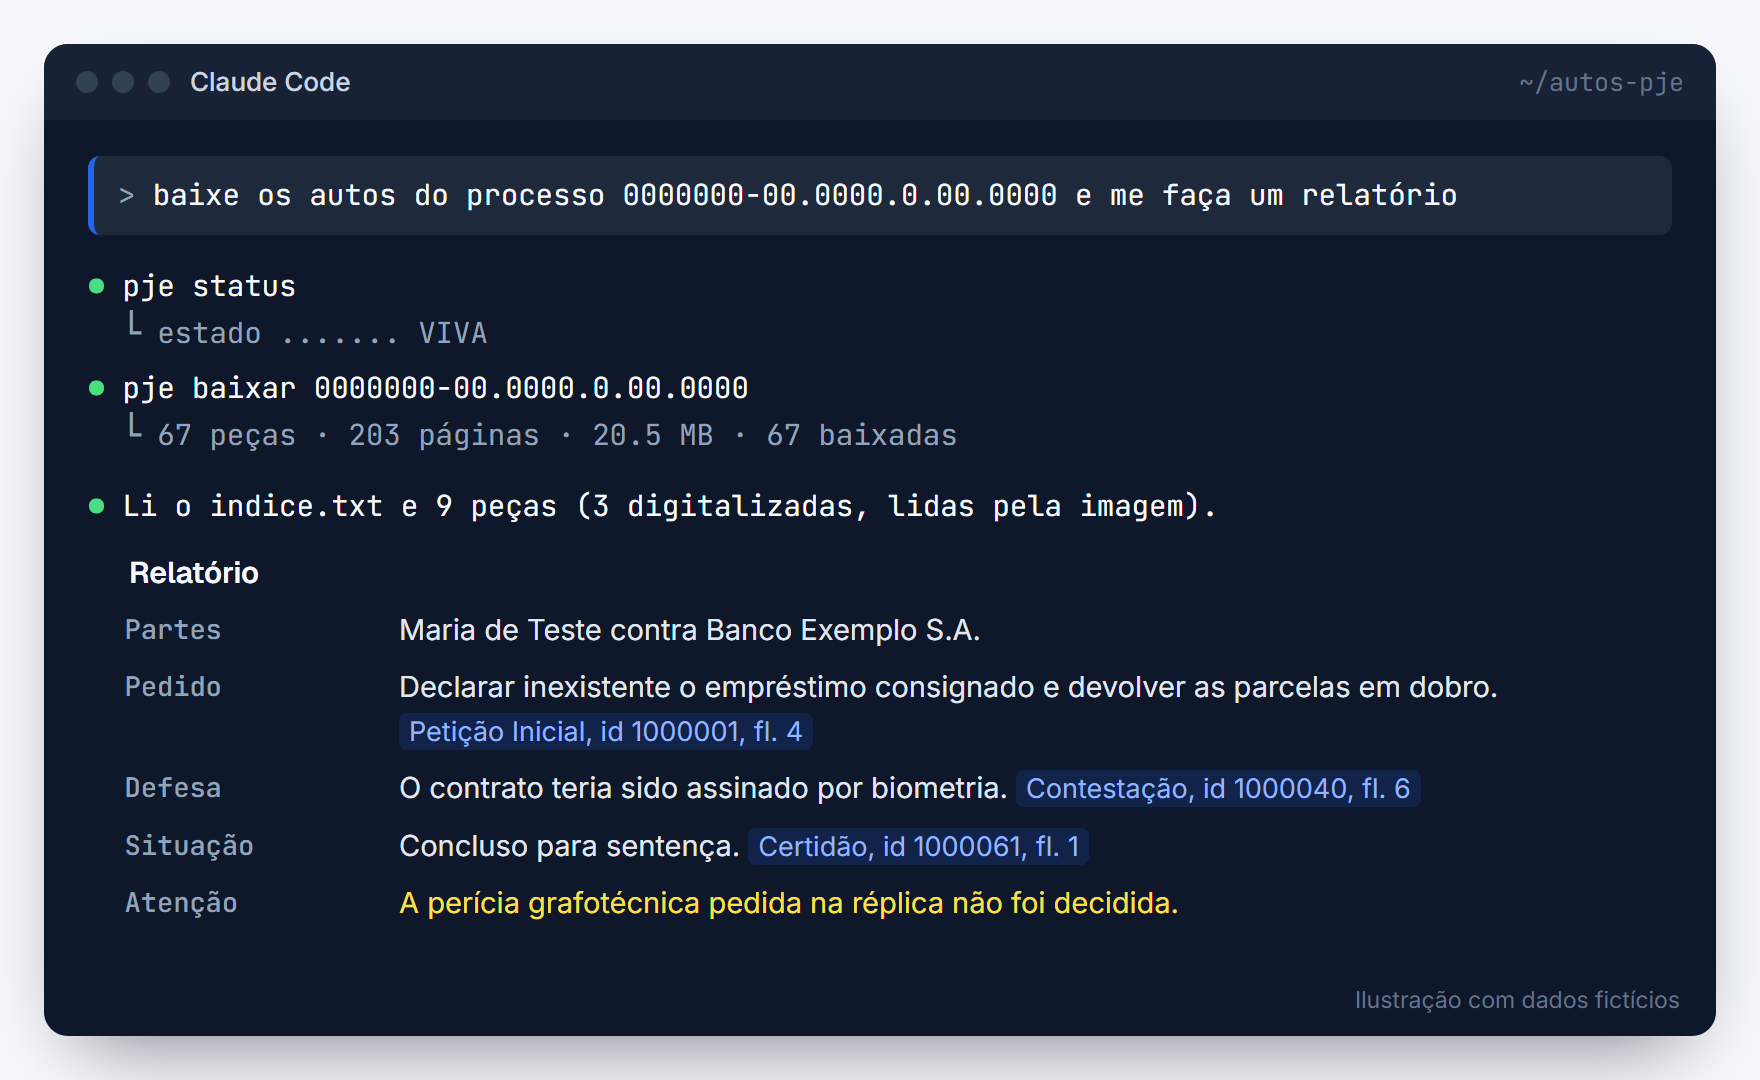 Claude Code
~/autos-pje
> baixe os autos do processo 0000000-00.0000.0.00.0000 e me faça um relatório
pje status
└ estado ....... VIVA
pje baixar 0000000-00.0000.0.00.0000
└ 67 peças · 203 páginas · 20.5 MB · 67 baixadas
Li o indice.txt e 9 peças (3 digitalizadas, lidas pela imagem).
Relatório
Partes Maria de Teste contra Banco Exemplo S.A.
Pedido Declarar inexistente o empréstimo consignado e devolver as parcelas em dobro.
Petição Inicial, id 1000001, fl. 4
Defesa O contrato teria sido assinado por biometria. Contestação, id 1000040, fl. 6
Situação Concluso para sentença. Certidão, id 1000061, fl. 1
Atenção A perícia grafotécnica pedida na réplica não foi decidida.
Ilustração com dados fictícios